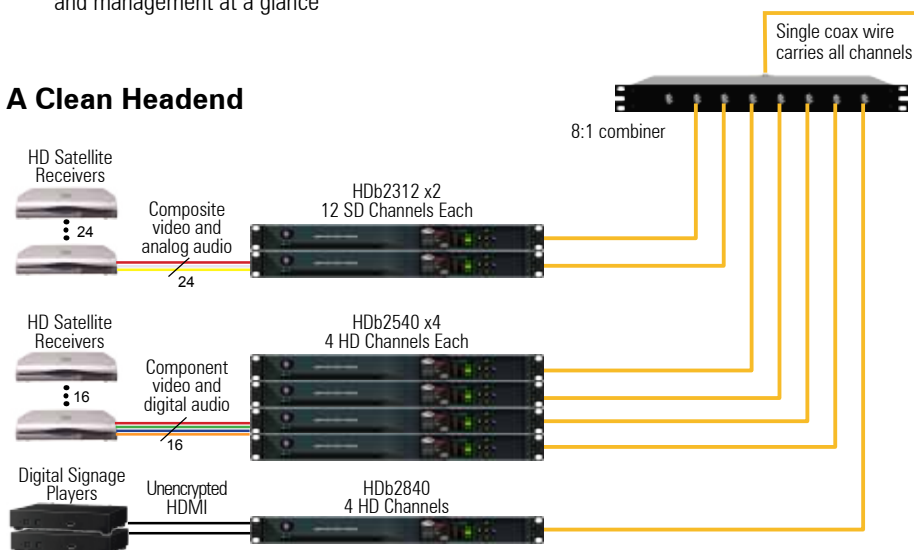 and management at a glance
Single coax wire
carries all channels
A Clean Headend
8:1 combiner
HD Satellite
Receivers
24
Composite
video and
analog audio
24
HDb2312 x2
12 SD Channels Each
HD Satellite
Receivers
16
Component
video and
digital audio
16
HDb2540 x4
4 HD Channels Each
Digital Signage
Players
Unencrypted
HDMI
HDb2840
4 HD Channels